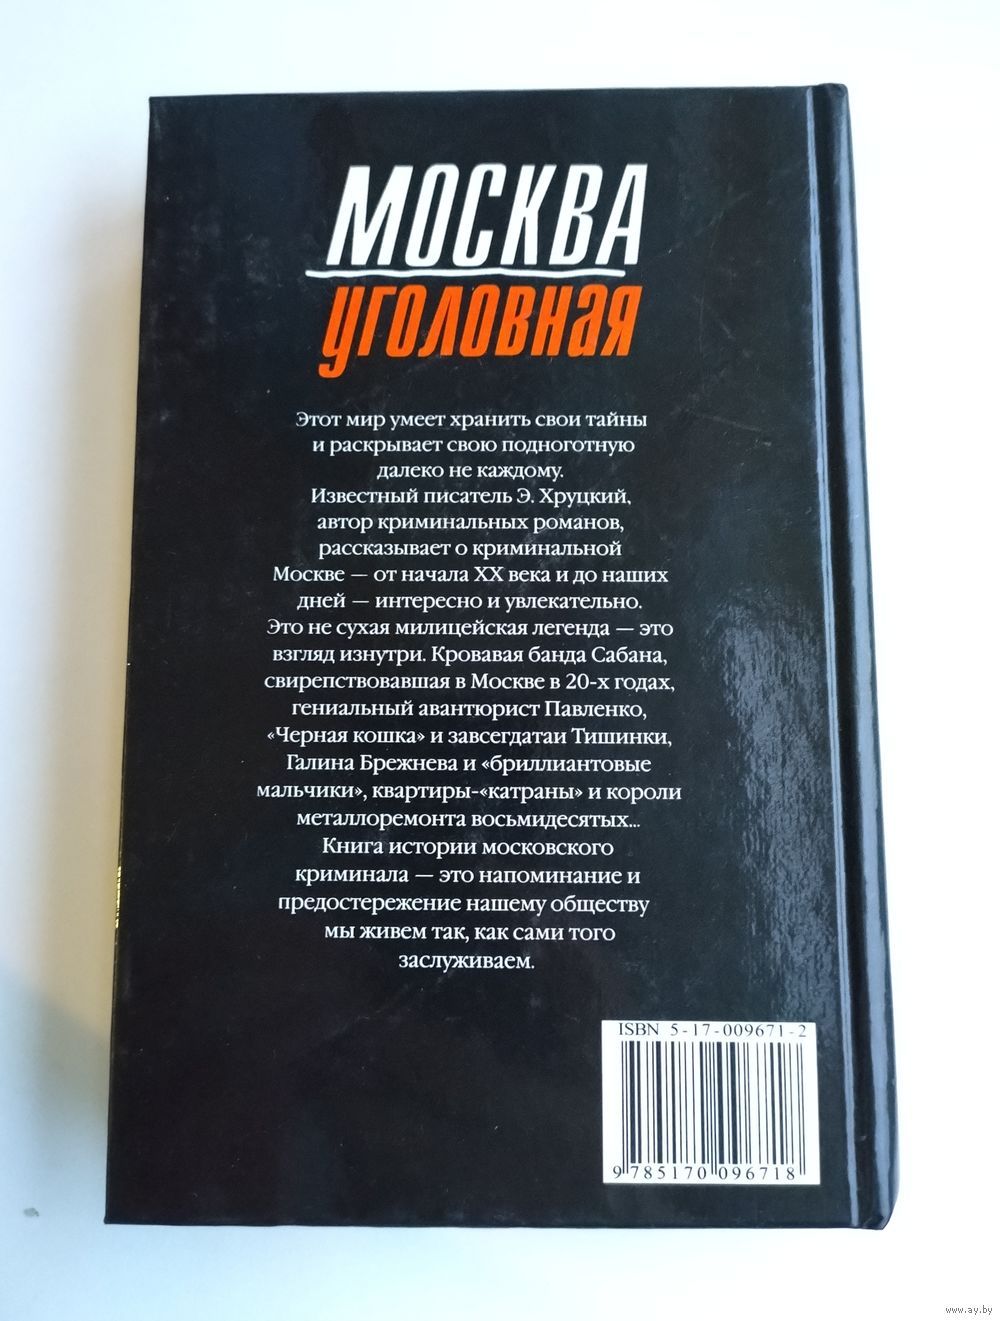 МОСКВА
уголовная
Этот мир умеет хранить свои тайны
и раскрывает свою подноготную
далеко не каждому.
Известный писатель Э. Хруцкий,
автор криминальных романов,
рассказывает о криминальной
Москве — от начала XX века и до наших
дней — интересно и увлекательно.
Это не сухая милицейская легенда — это
взгляд изнутри. Кровавая банда Сабана,
свирепствовавшая в Москве в 20-х годах,
гениальный авантюрист Павленко,
«Черная кошка» и завсегдатаи Тишинки,
Галина Брежнева и «бриллиантовые
мальчики», квартиры-«катраны» и короли
металлоремонта восьмидесятых...
Книга истории московского
криминала — это напоминание и
предостережение нашему обществу
мы живем так, как сами того
заслуживаем.
ISBN 5-17-009671-2
9 785170 096718
www.ay.by